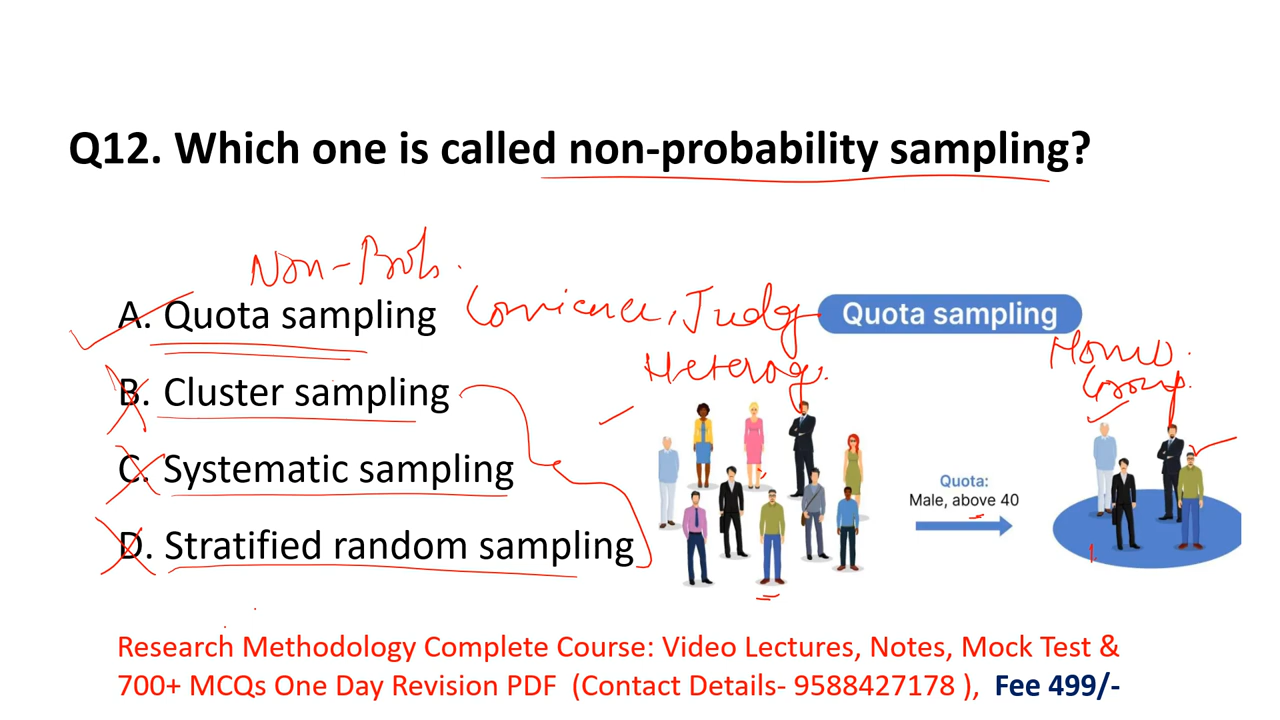 Q12. Which one is called non-probability sampling?
Non-Prob.
A. Quota sampling
Judg
Quota sampling
Heterog.
Homo.
Group.
B. Cluster sampling
C. Systematic sampling
Quota:
Male, above 40
D. Stratified random sampling
Research Methodology Complete Course: Video Lectures, Notes, Mock Test &
700+ MCQs One Day Revision PDF (Contact Details- 9588427178 ), Fee 499/-